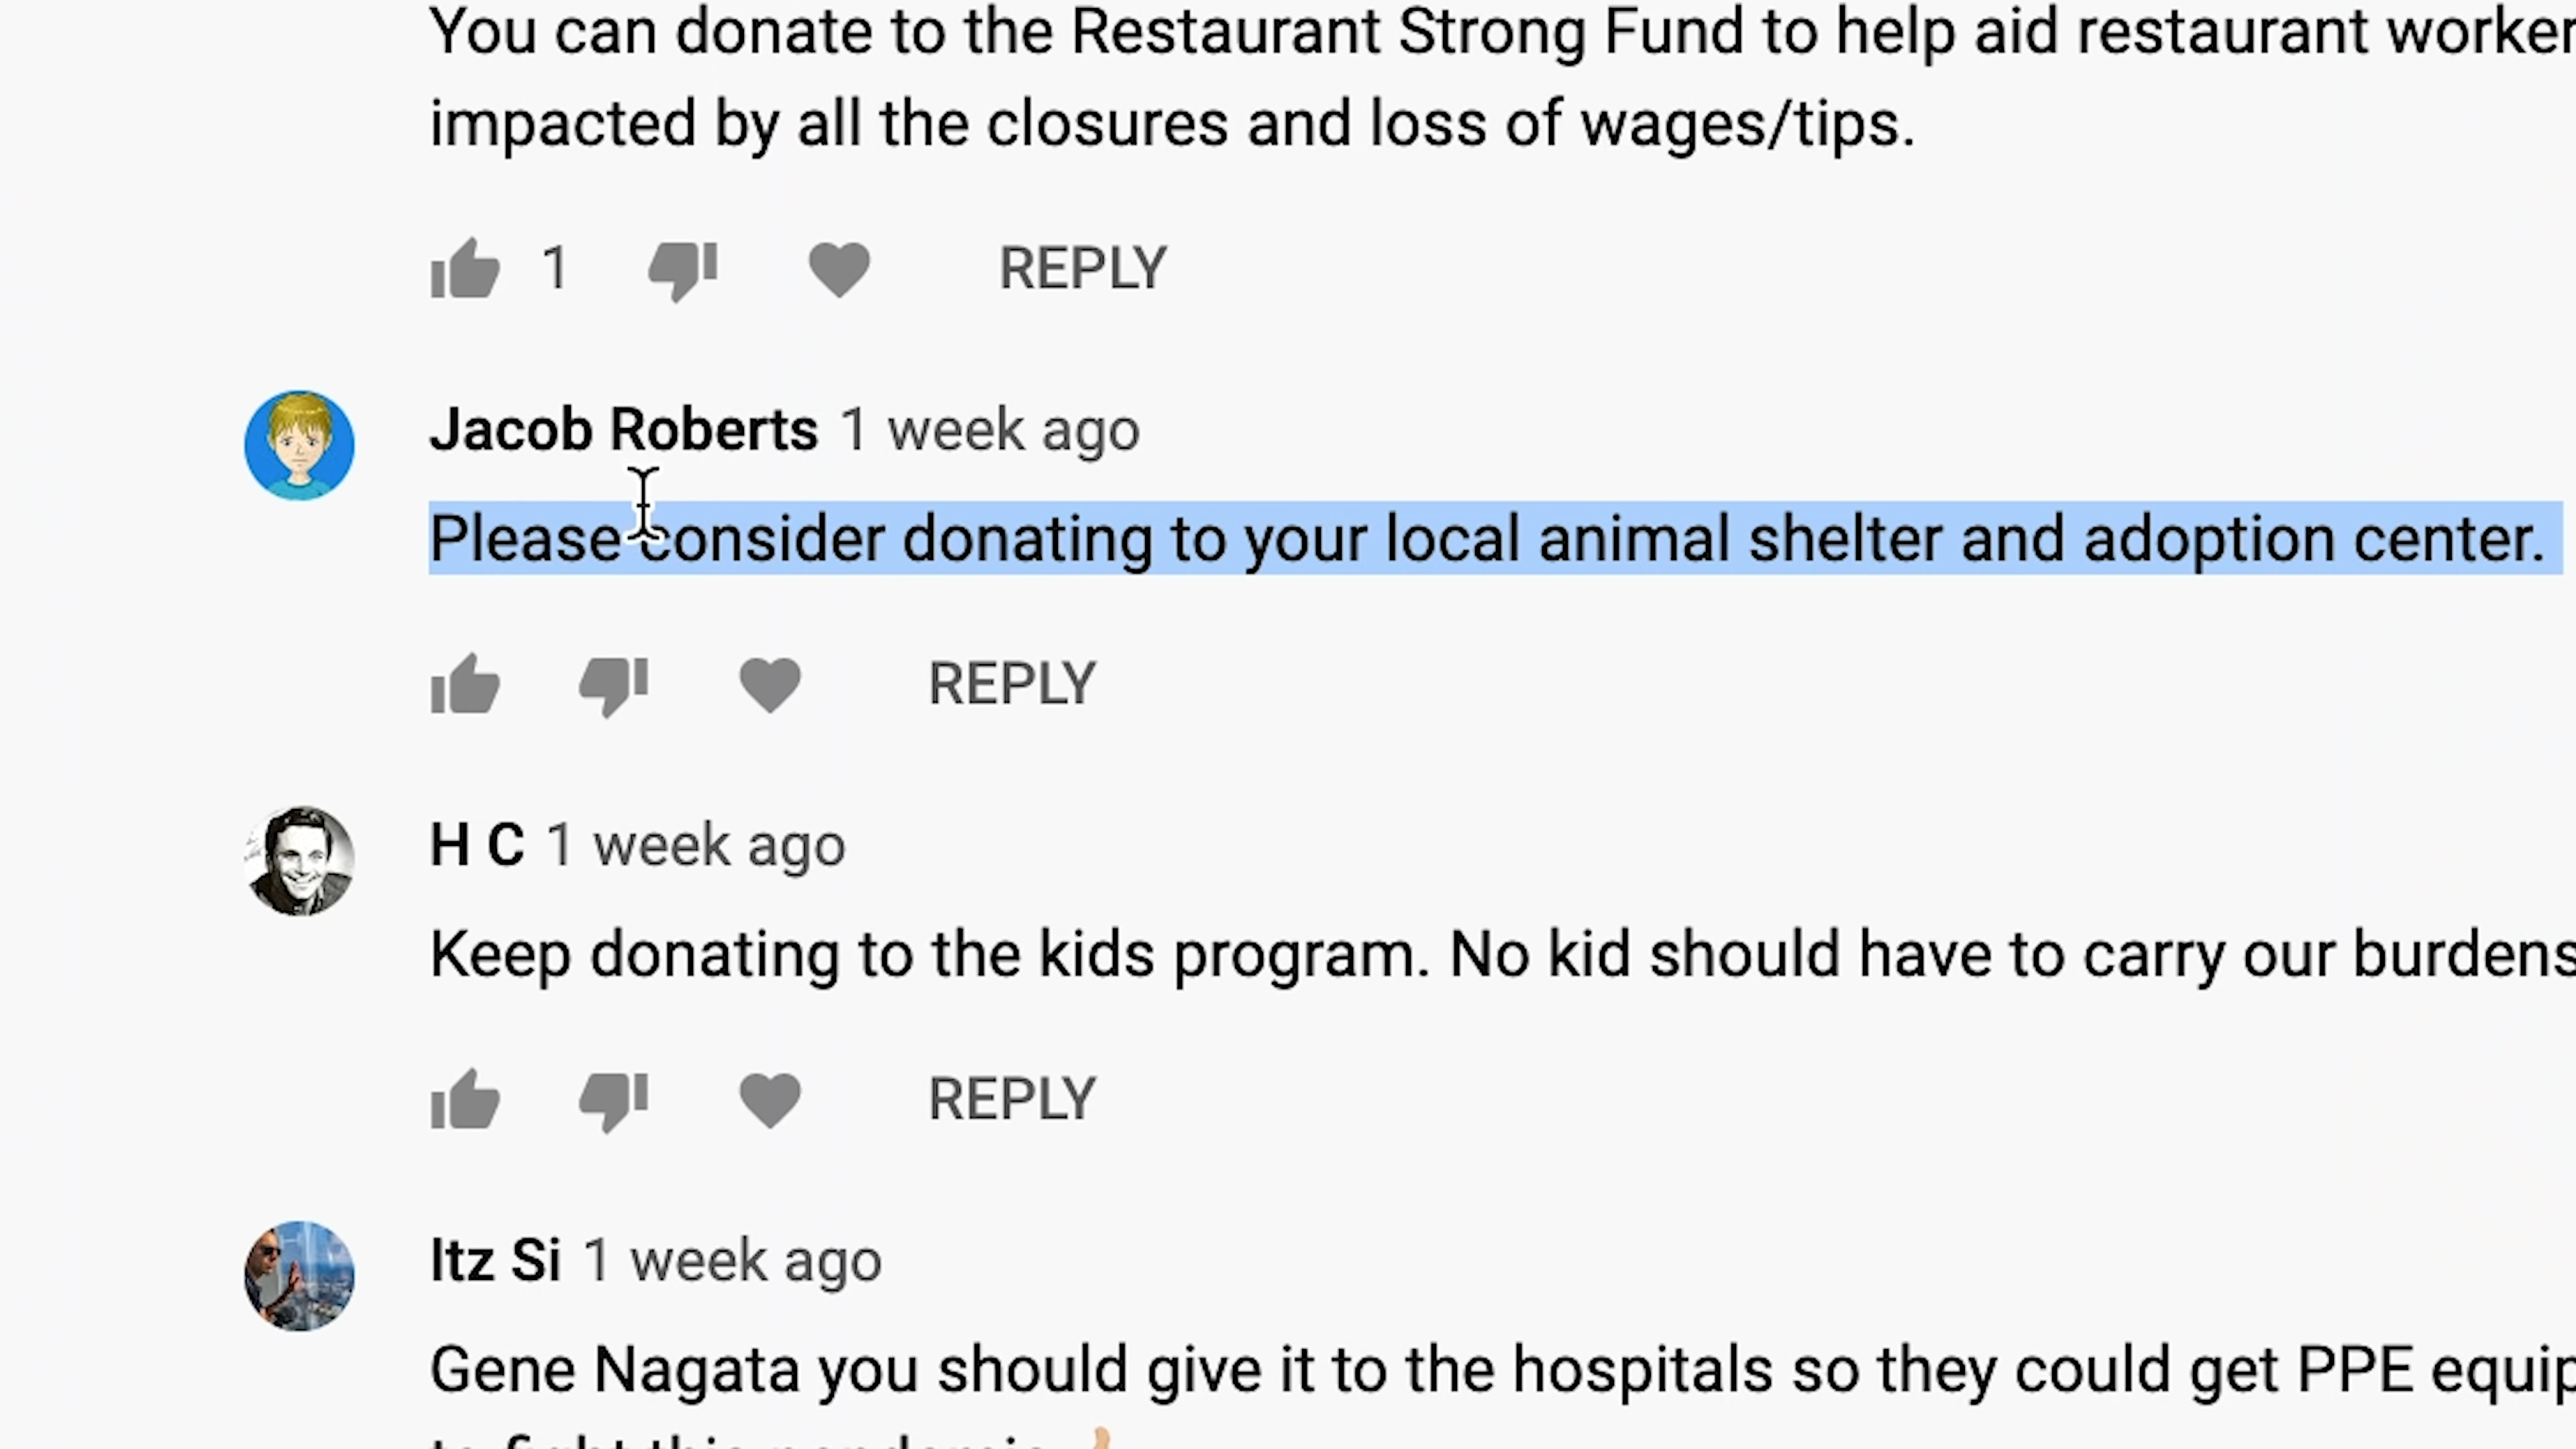 You can donate to the Restaurant Strong Fund to help aid restaurant worker
impacted by all the closures and loss of wages/tips.
1 REPLY
Jacob Roberts 1 week ago
Please consider donating to your local animal shelter and adoption center.
REPLY
H C 1 week ago
Keep donating to the kids program. No kid should have to carry our burdens
REPLY
Itz Si 1 week ago
Gene Nagata you should give it to the hospitals so they could get PPE equip
to fight this pandemic